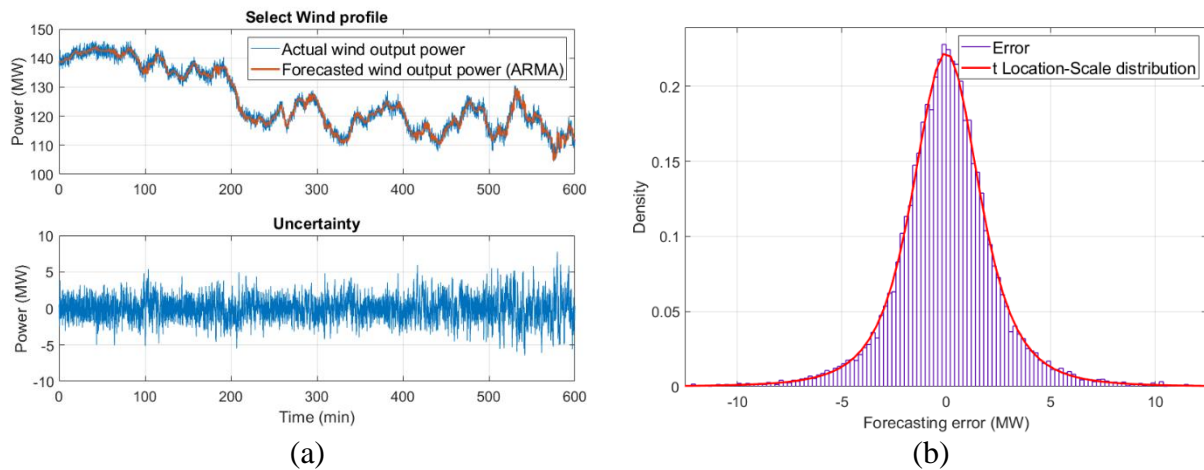 Select Wind profile
150
140
130
120
110
100
Power (MW)
Actual wind output power
Forecasted wind output power (ARMA)
0 100 200 300 400 500 600
Uncertainty
10
5
0
-5
-10
Power (MW)
0 100 200 300 400 500 600
Time (min)
(a)
Error
t Location-Scale distribution
0.2
0.15
0.1
0.05
0
Density
-10 -5 0 5 10
Forecasting error (MW)
(b)